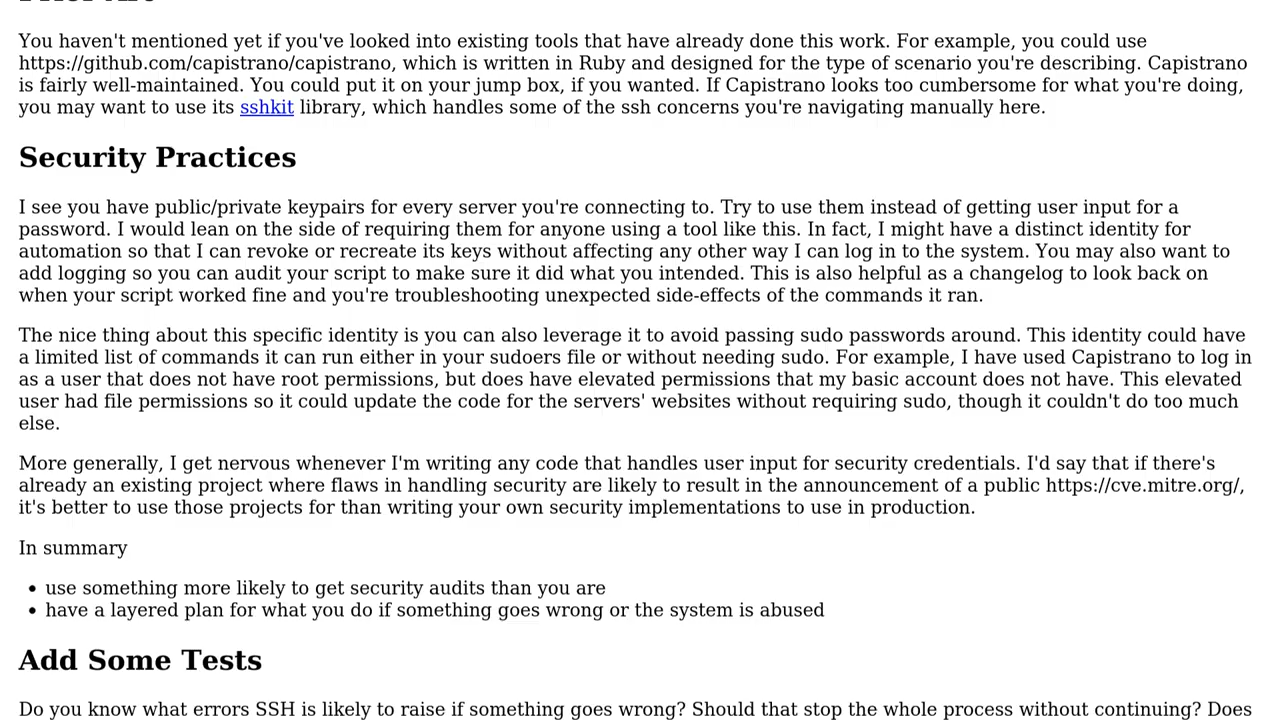 You haven't mentioned yet if you've looked into existing tools that have already done this work. For example, you could use
https://github.com/capistrano/capistrano, which is written in Ruby and designed for the type of scenario you're describing. Capistrano
is fairly well-maintained. You could put it on your jump box, if you wanted. If Capistrano looks too cumbersome for what you're doing,
you may want to use its sshkit library, which handles some of the ssh concerns you're navigating manually here.
Security Practices
I see you have public/private keypairs for every server you're connecting to. Try to use them instead of getting user input for a
password. I would lean on the side of requiring them for anyone using a tool like this. In fact, I might have a distinct identity for
automation so that I can revoke or recreate its keys without affecting any other way I can log in to the system. You may also want to
add logging so you can audit your script to make sure it did what you intended. This is also helpful as a changelog to look back on
when your script worked fine and you're troubleshooting unexpected side-effects of the commands it ran.
The nice thing about this specific identity is you can also leverage it to avoid passing sudo passwords around. This identity could have
a limited list of commands it can run either in your sudoers file or without needing sudo. For example, I have used Capistrano to log in
as a user that does not have root permissions, but does have elevated permissions that my basic account does not have. This elevated
user had file permissions so it could update the code for the servers' websites without requiring sudo, though it couldn't do too much
else.
More generally, I get nervous whenever I'm writing any code that handles user input for security credentials. I'd say that if there's
already an existing project where flaws in handling security are likely to result in the announcement of a public https://cve.mitre.org/,
it's better to use those projects for than writing your own security implementations to use in production.
In summary
• use something more likely to get security audits than you are
• have a layered plan for what you do if something goes wrong or the system is abused
Add Some Tests
Do you know what errors SSH is likely to raise if something goes wrong? Should that stop the whole process without continuing? Does